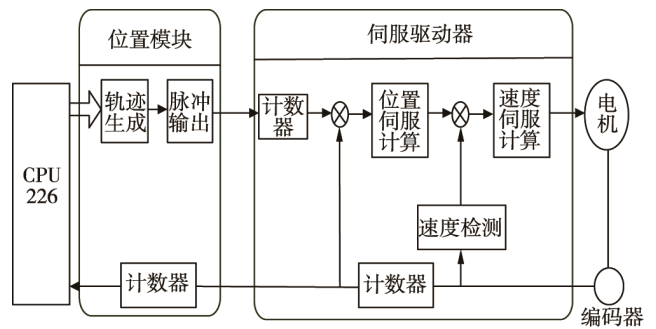 位置模块
伺服驱动器
CPU
226
轨迹
生成
脉冲
输出
计数
器
位置
伺服
计算
速度
伺服
计算
电
机
速度检测
计数器
计数器
编码器